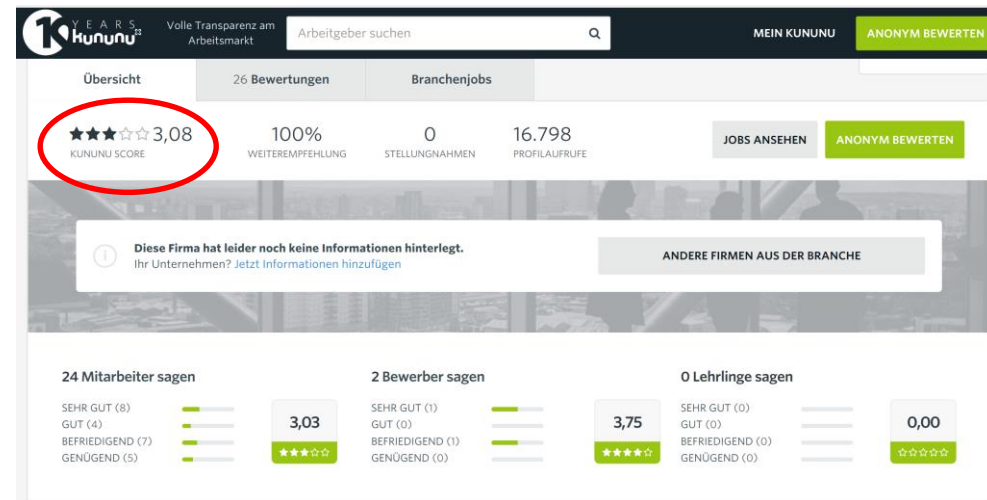 10 YEARS
kununu
Volle Transparenz am
Arbeitsmarkt
Arbeitgeber suchen
MEIN KUNUNU
ANONYM BEWERTEN
Übersicht
26 Bewertungen
Branchenjobs
3,08
KUNUNU SCORE
100%
WEITEREMPFEHLUNG
0
STELLUNGNAHMEN
16.798
PROFILAUFRUFE
JOBS ANSEHEN
ANONYM BEWERTEN
Diese Firma hat leider noch keine Informationen hinterlegt.
Ihr Unternehmen? Jetzt Informationen hinzufügen
ANDERE FIRMEN AUS DER BRANCHE
24 Mitarbeiter sagen
SEHR GUT (8)
GUT (4)
BEFRIEDIGEND (7)
GENÜGEND (5)
3,03
2 Bewerber sagen
SEHR GUT (1)
GUT (0)
BEFRIEDIGEND (1)
GENÜGEND (0)
3,75
0 Lehrlinge sagen
SEHR GUT (0)
GUT (0)
BEFRIEDIGEND (0)
GENÜGEND (0)
0,00